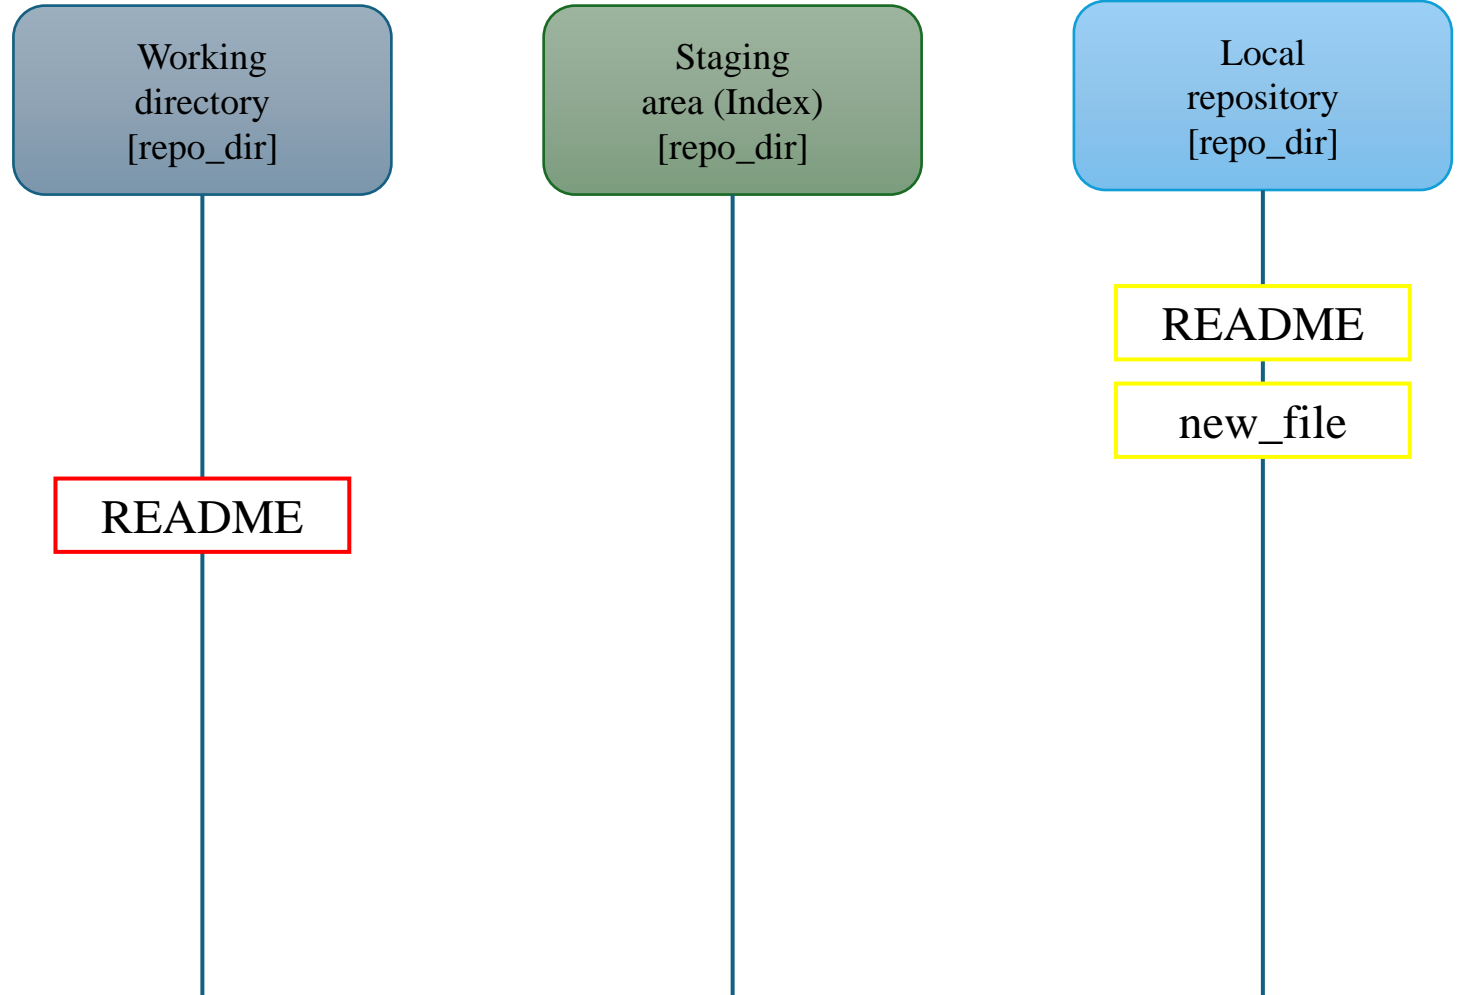 Working
directory
[repo_dir]
Staging
area (Index)
[repo_dir]
Local
repository
[repo_dir]
README
new_file
README